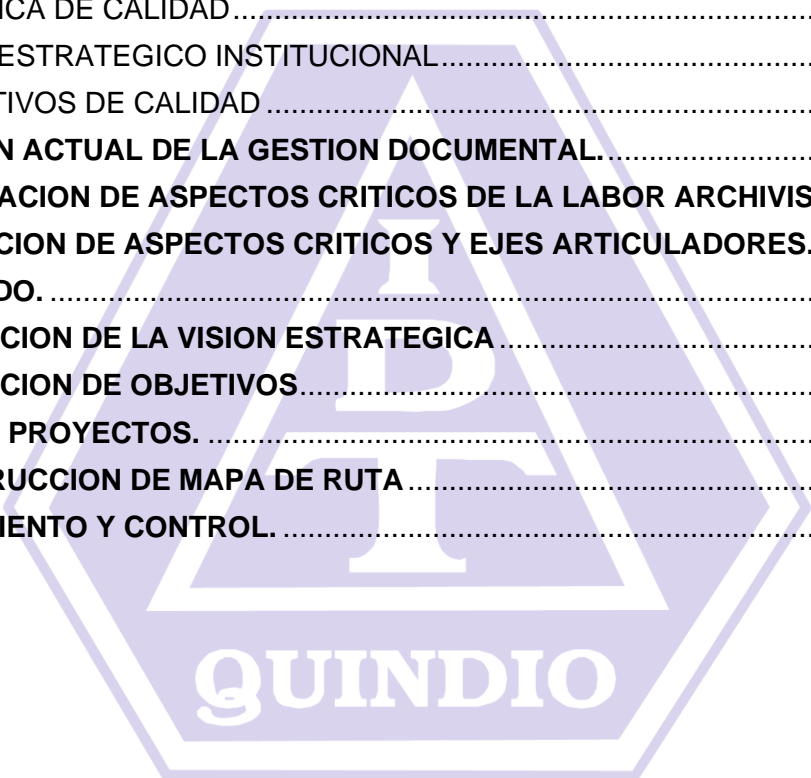 ICA DE CALIDAD
ESTRATEGICO INSTITUCIONAL
TIVOS DE CALIDAD
N ACTUAL DE LA GESTION DOCUMENTAL.
ACION DE ASPECTOS CRITICOS DE LA LABOR ARCHIVIS
CION DE ASPECTOS CRITICOS Y EJES ARTICULADORES.
DO.
CION DE LA VISION ESTRATEGICA
CION DE OBJETIVOS
PROYECTOS.
RUCCION DE MAPA DE RUTA
IENTO Y CONTROL.
I
D
T
QUINDIO